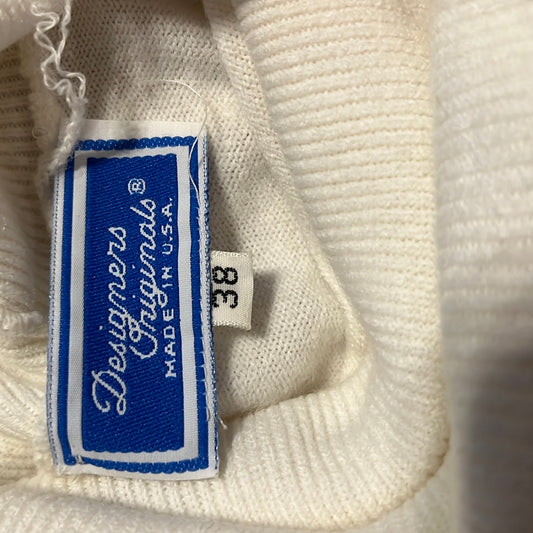 Designers
Originals®
MADE IN U.S.A.
38